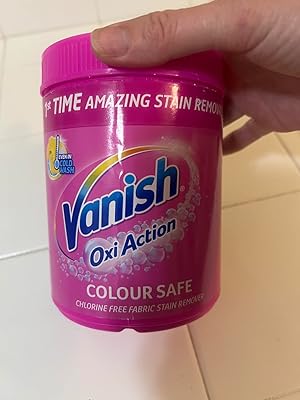 1st TIME AMAZING STAIN REMOVAL
EVEN IN
COLD
WASH
Vanish®
Oxi Action
COLOUR SAFE
CHLORINE FREE FABRIC STAIN REMOVER